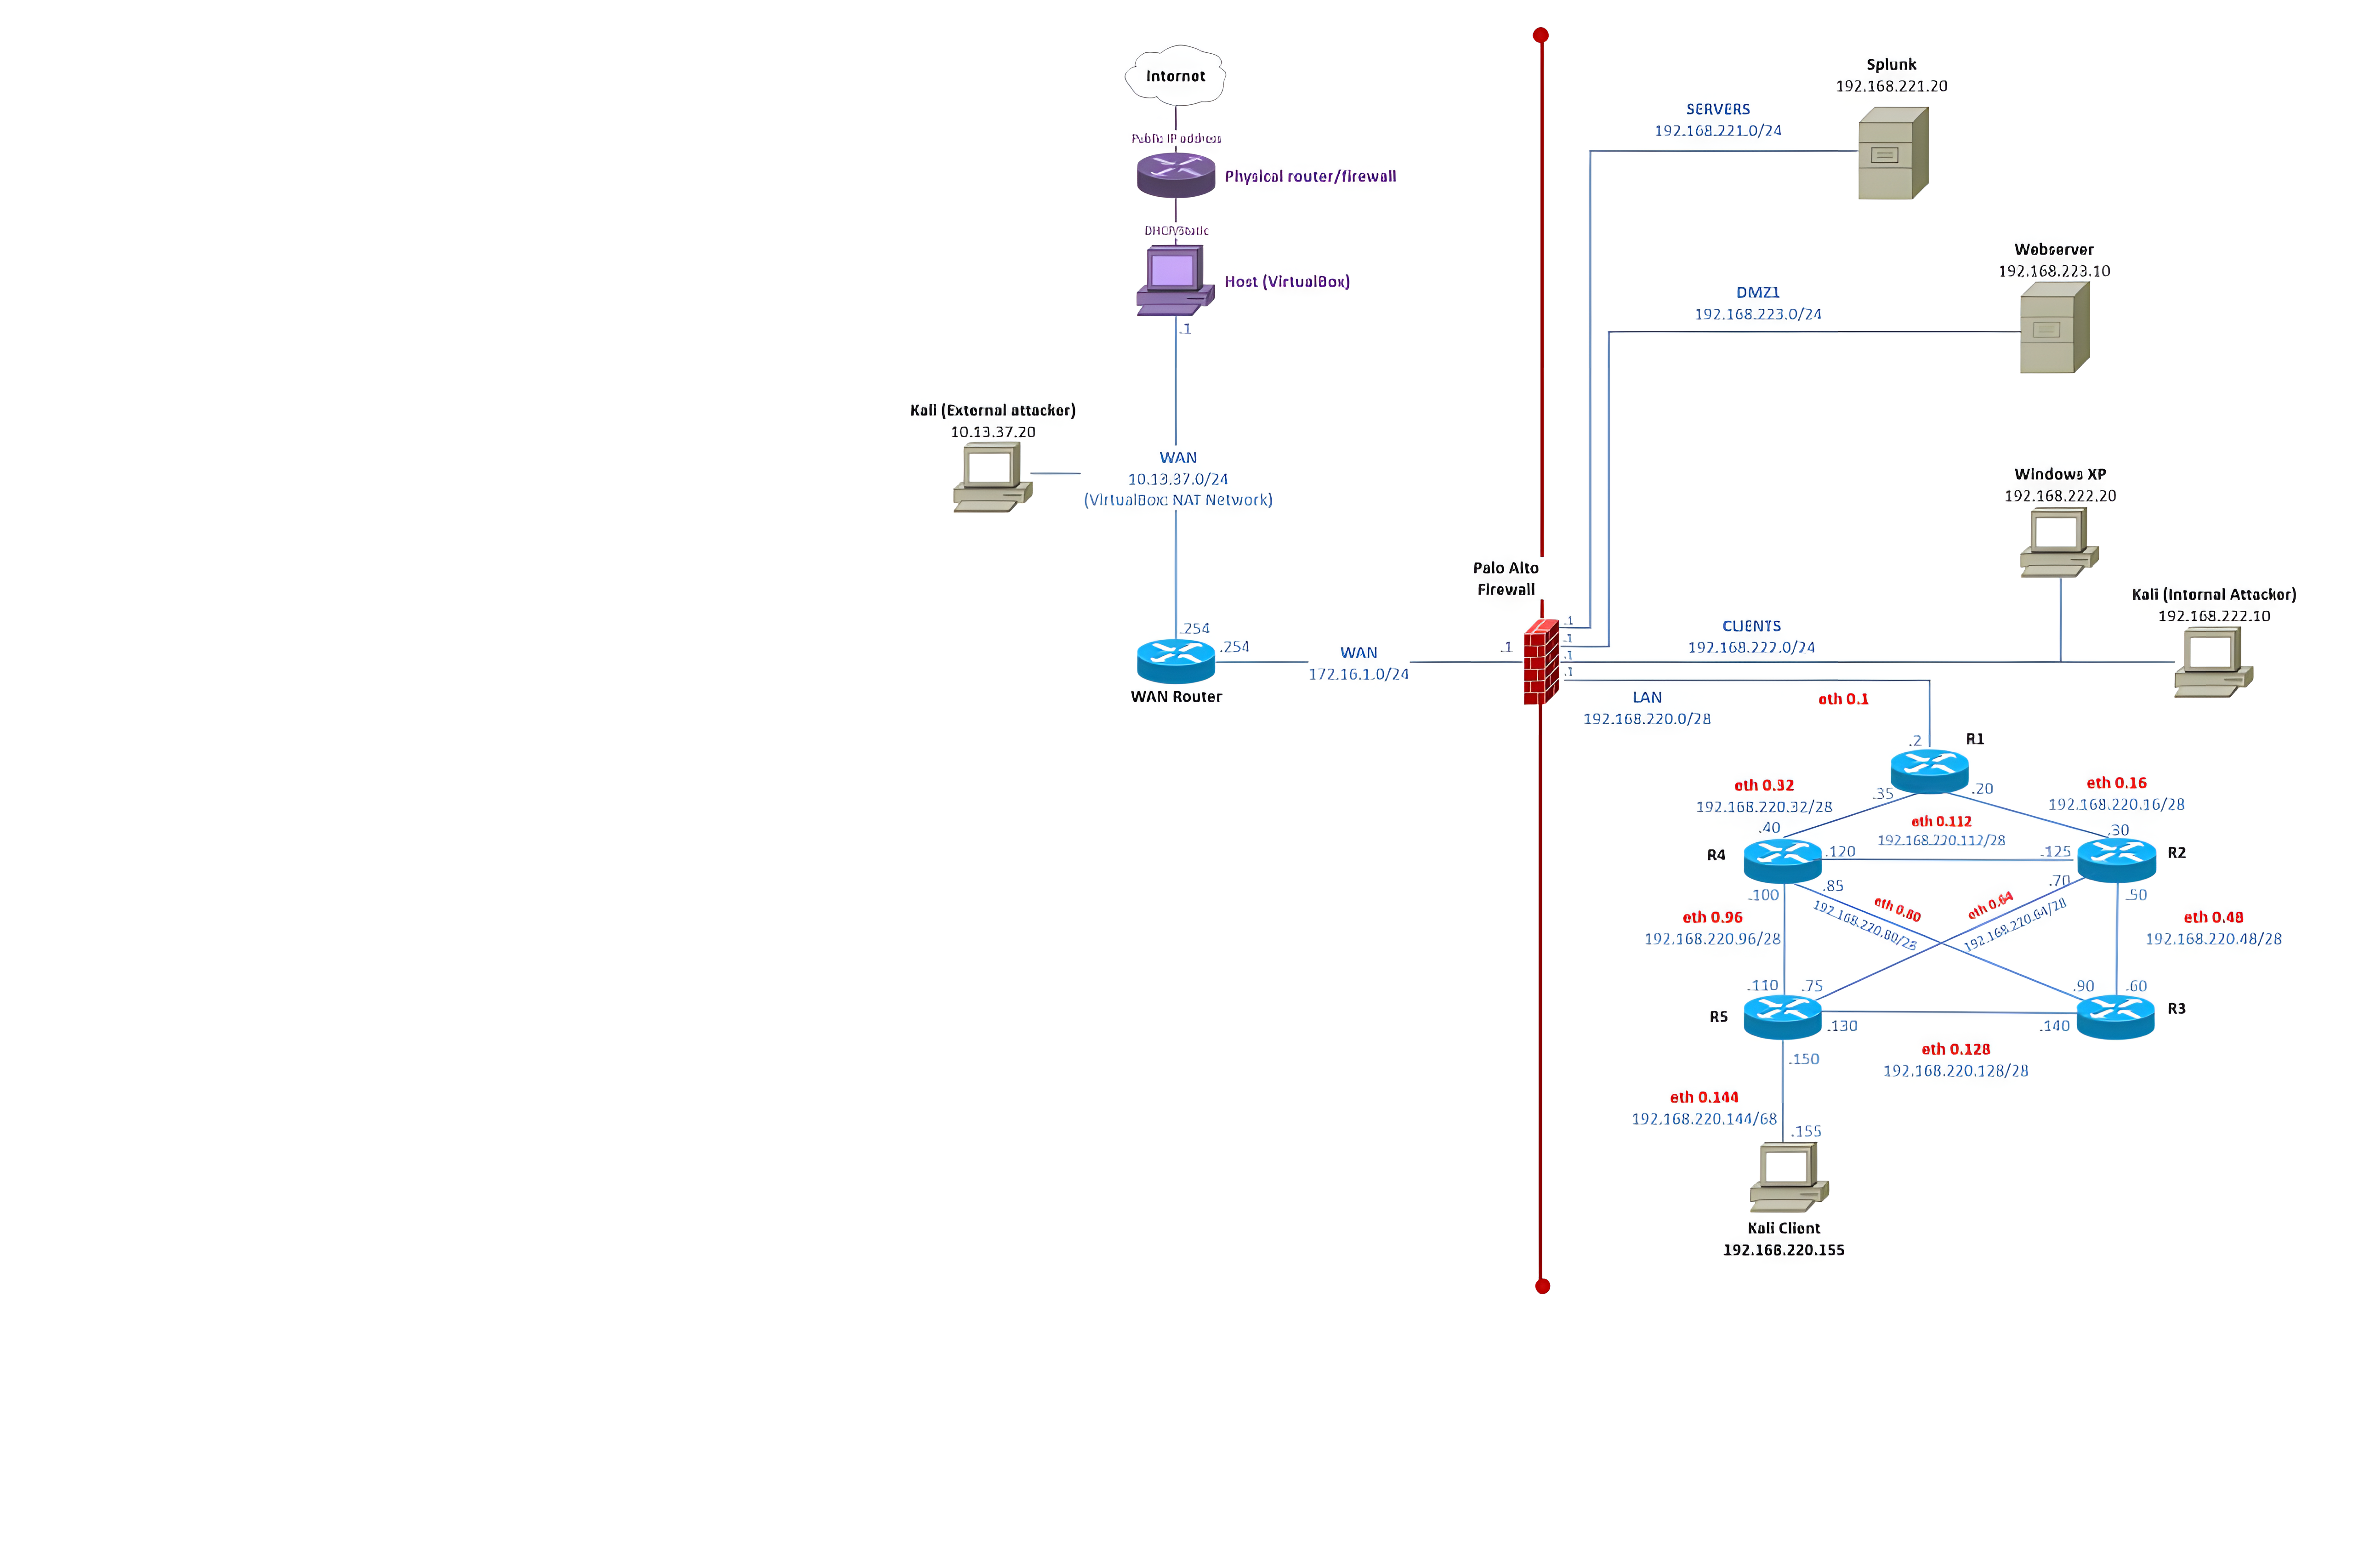 Internet
Public IP address
Physical router/firewall
DHCP/Static
Host (VirtualBox)
.1
Kali (External attacker)
10.13.37.20
WAN
10.13.37.0/24
(VirtualBox: NAT Network)
.254
.254
WAN Router
WAN
172.16.1.0/24
.1
Palo Alto
Firewall
.1
.1
.1
.1
Splunk
192.168.221.20
SERVERS
192.168.221.0/24
Webserver
192.168.223.10
DMZ1
192.168.223.0/24
Windows XP
192.168.222.20
Kali (Internal Attacker)
192.168.222.10
CLIENTS
192.168.222.0/24
LAN
192.168.220.0/28
eth 0.1
.2
R1
.35
.20
eth 0.32
192.168.220.32/28
eth 0.16
192.168.220.16/28
.40
eth 0.112
192.168.220.112/28
.30
R4
.120
.125
R2
.100
.85
.70
.50
eth 0.96
192.168.220.96/28
eth 0.80
192.168.220.80/28
eth 0.64
192.168.220.64/28
eth 0.48
192.168.220.48/28
.110
.75
.90
.60
R5
R3
.130
.140
eth 0.128
192.168.220.128/28
.150
eth 0.144
192.168.220.144/68
.155
Kali Client
192.168.220.155